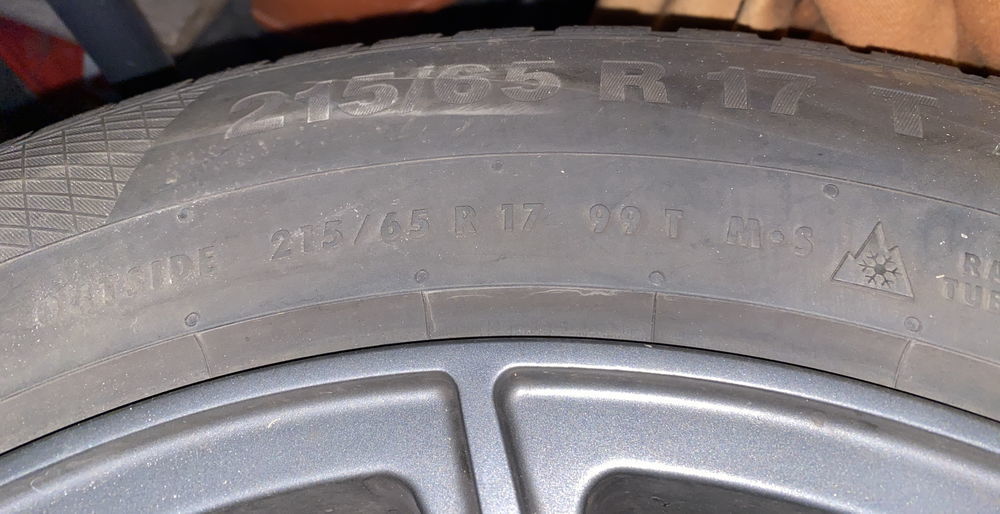 215/65 R 17 T
OUTSIDE 215/65 R 17 99 T M•S